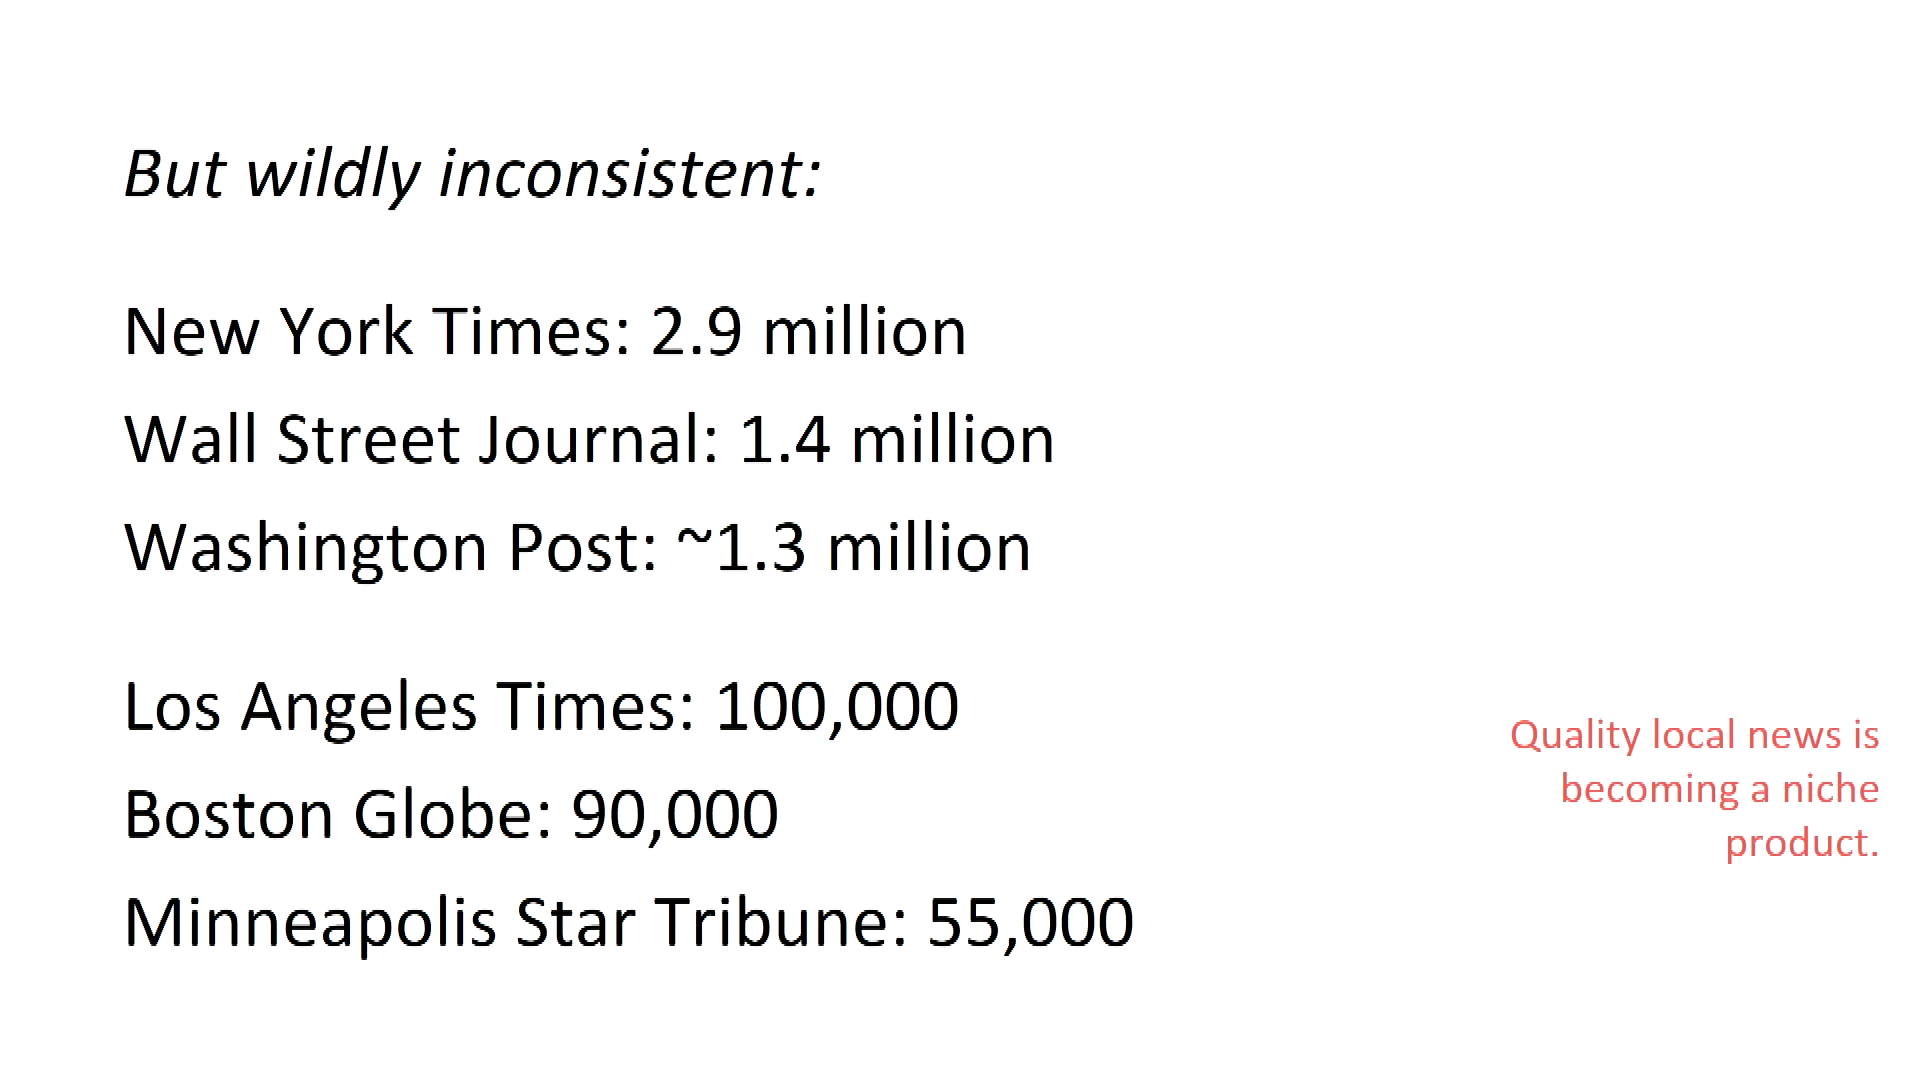 But wildly inconsistent:
New York Times: 2.9 million
Wall Street Journal: 1.4 million
Washington Post: ~1.3 million
Los Angeles Times: 100,000
Boston Globe: 90,000
Minneapolis Star Tribune: 55,000
Quality local news is
becoming a niche
product.